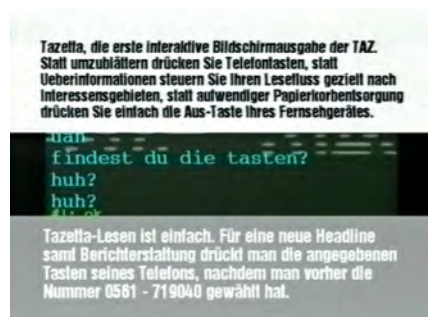 Tazetta, die erste interaktive Bildschirmausgabe der TAZ.
Statt umzublättern drücken Sie Telefontasten, statt
Ueberinformationen steuern Sie Ihren Lesefluss gezielt nach
Interessensgebieten, statt aufwendiger Papierkorbentsorgung
drücken Sie einfach die Aus-Taste Ihres Fernsehgerätes.
findest du die tasten?
huh?
huh?
ok
Tazetta-Lesen ist einfach. Für eine neue Headline
samt Berichterstattung drückt man die angegebenen
Tasten seines Telefons, nachdem man vorher die
Nummer 0561 - 719040 gewählt hat.